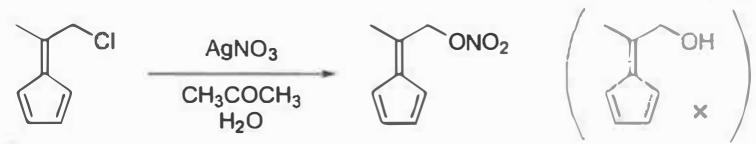 Cl
AgNO₃
CH₃COCH₃
H₂O
ONO₂
OH
x